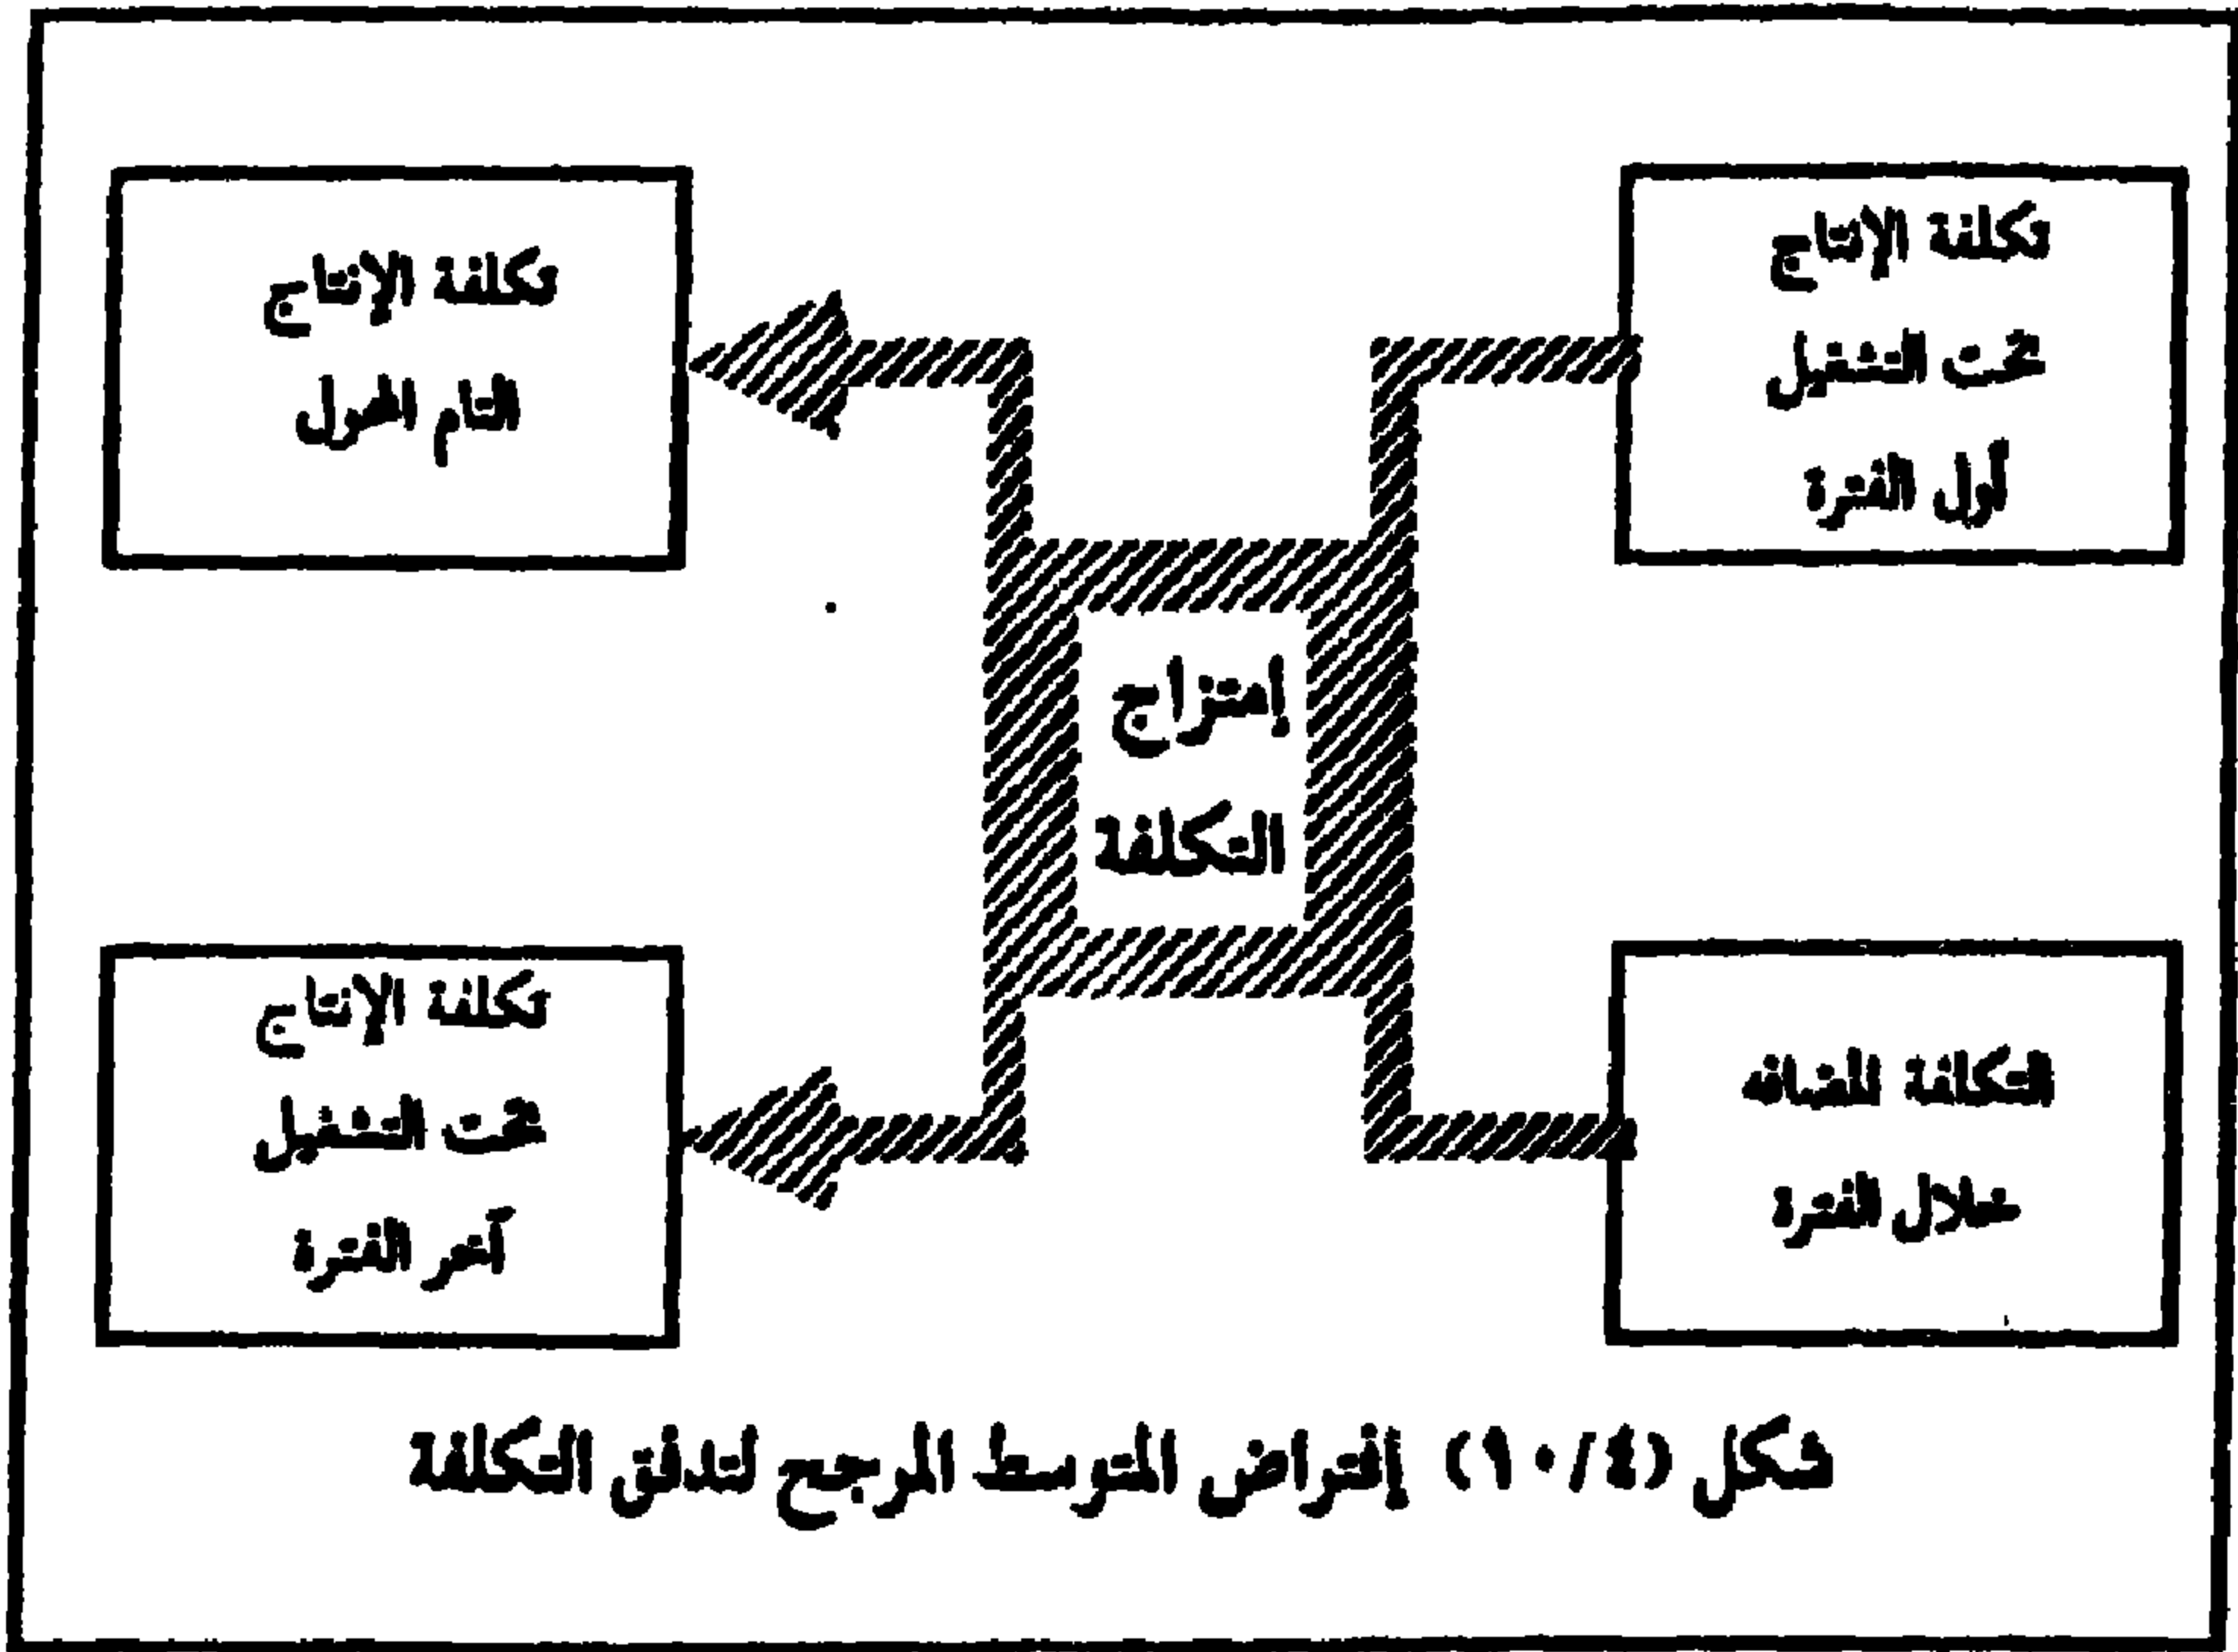 تكلفة الإنتاج
تحت التشغيل
أول الفترة
تكلفة الإنتاج
التام المحول
إمتزاج
التكلفة
التكلفة المضافه
خلال الفترة
تكلفة الإنتاج
تحت التشغيل
آخر الفترة
شكل (١٠/٤) إفتراض المتوسط المرجح لتدفق التكلفة